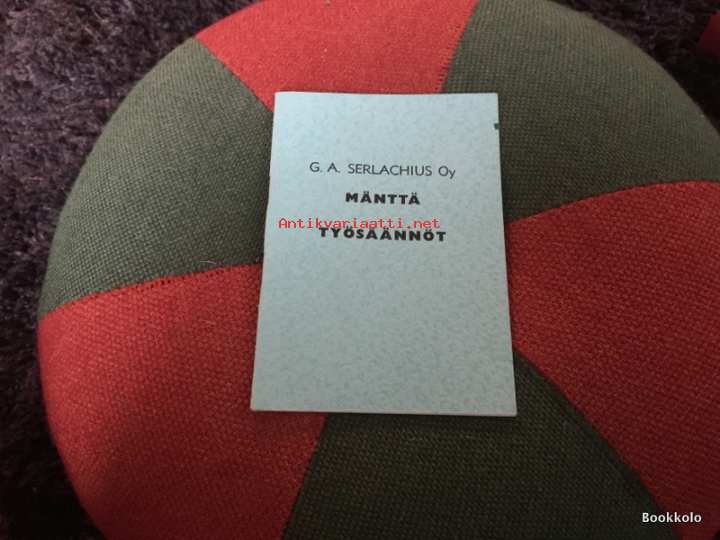 G. A. SERLACHIUS Oy
MÄNTTÄ
Antikvariaatti.net
TYÖSÄÄNNÖT
Bookkolo